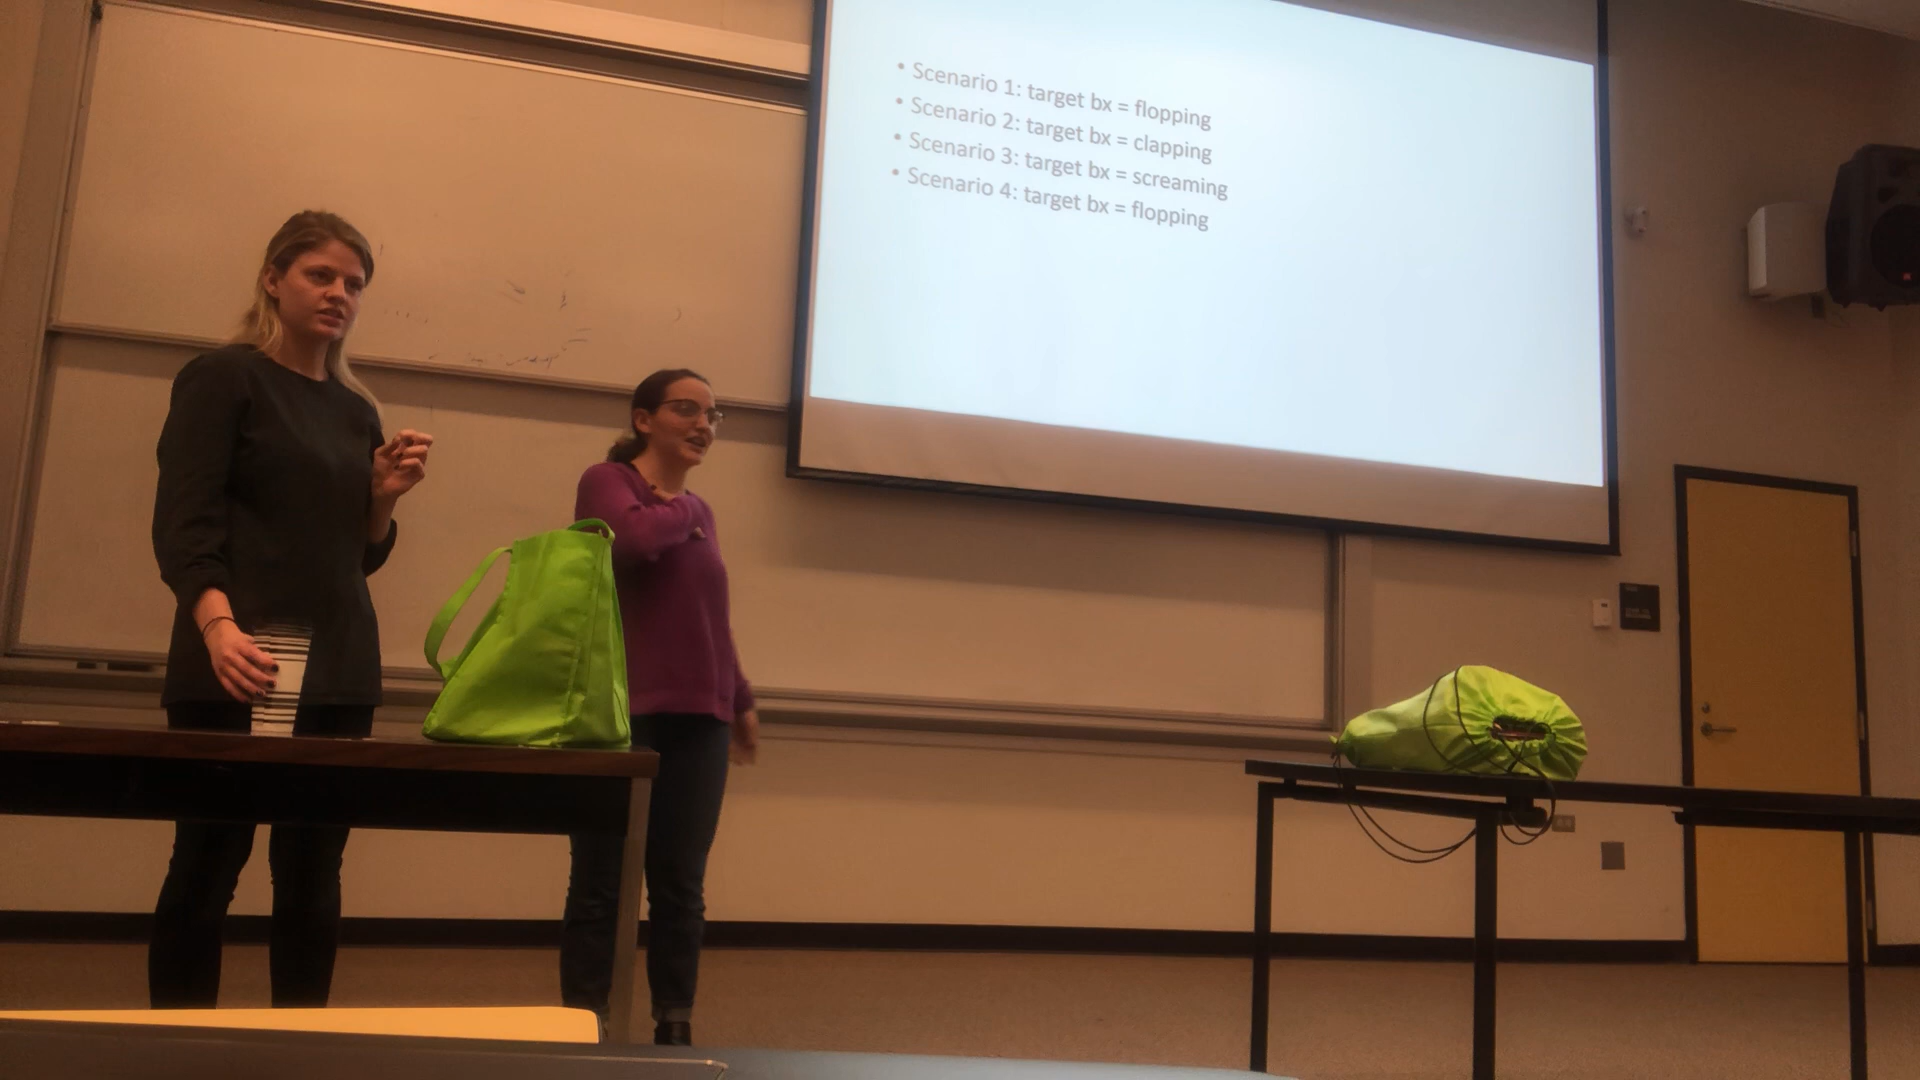 • Scenario 1: target bx = flopping
• Scenario 2: target bx = clapping
• Scenario 3: target bx = screaming
• Scenario 4: target bx = flopping